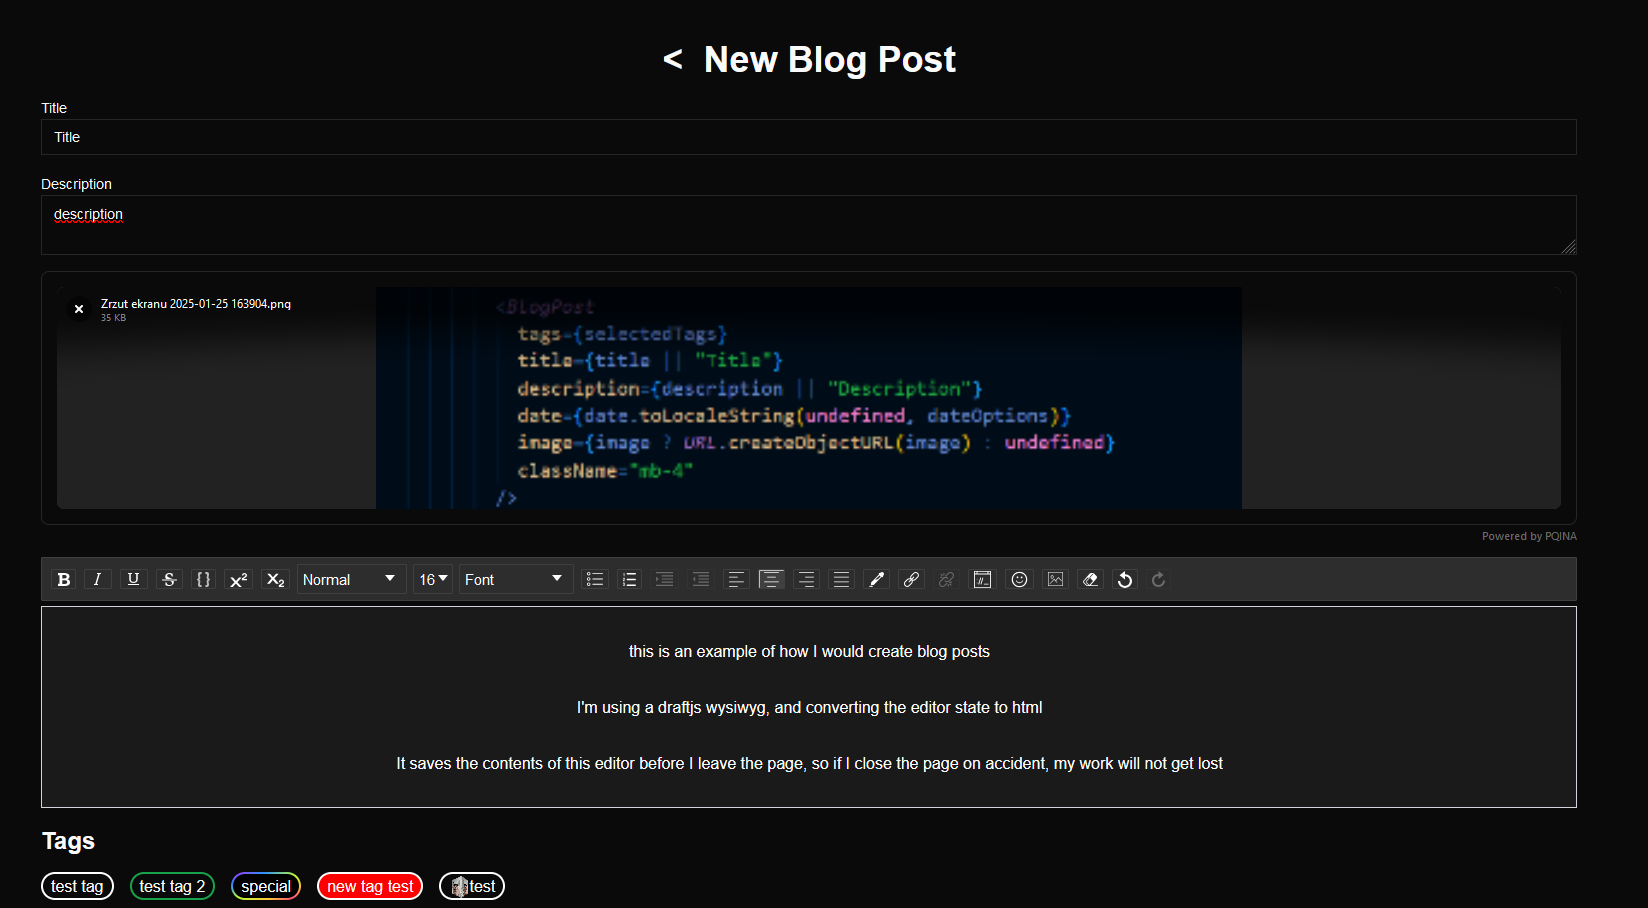 < New Blog Post
Title
Title
Description
description
Zrzut ekranu 2025-01-25 163904.png
35 KB
<BlogPost
tags={selectedTags}
title={title || "Title"}
description={description || "Description"}
date={date.toLocaleString(undefined, dateOptions)}
image={image ? URL.createObjectURL(image) : undefined}
className="mb-4"
/>
Powered by PQINA
B I U S {} x² X₂ Normal 16 Font
this is an example of how I would create blog posts
I'm using a draftjs wysiwyg, and converting the editor state to html
It saves the contents of this editor before I leave the page, so if I close the page on accident, my work will not get lost
Tags
test tag test tag 2 special new tag test test